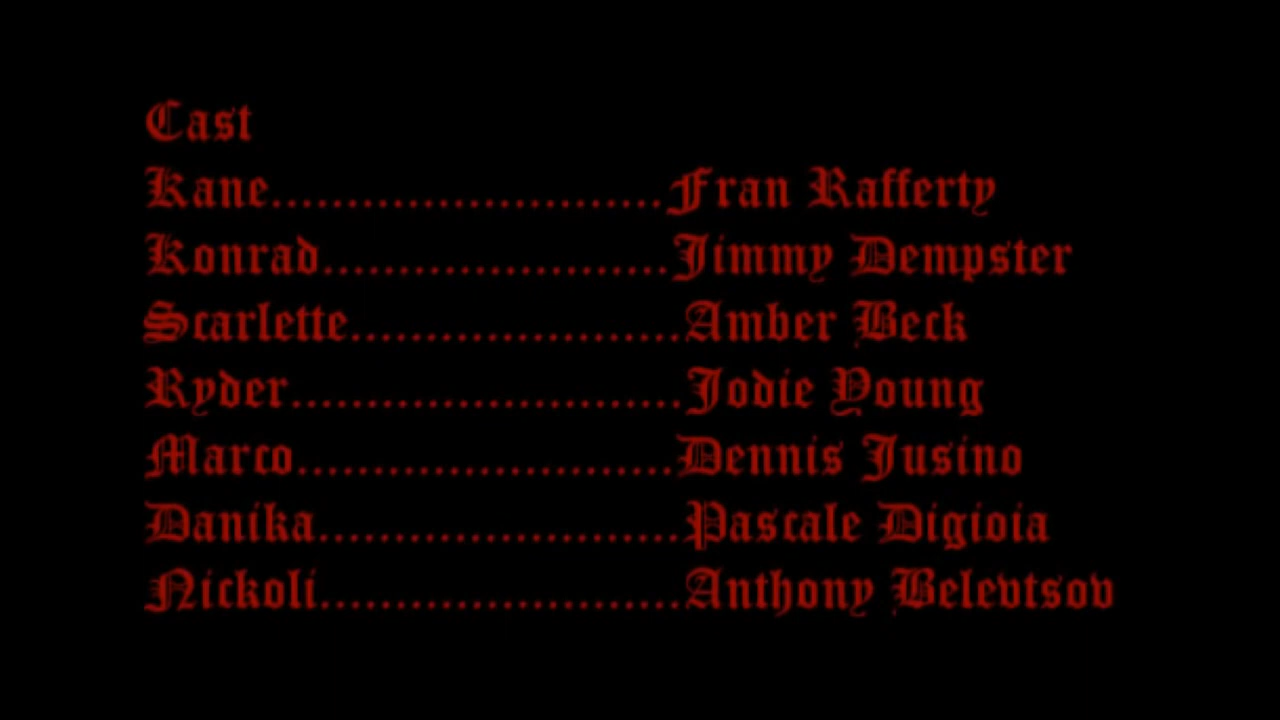 Cast
Kane..........................Fran Rafferty
Konrad.......................Jimmy Dempster
Scarlette......................Amber Beck
Ryder..........................Jodie Young
Marco.........................Dennis Jusino
Danika........................Pascale Digioia
Nickoli........................Anthony Belevtsov